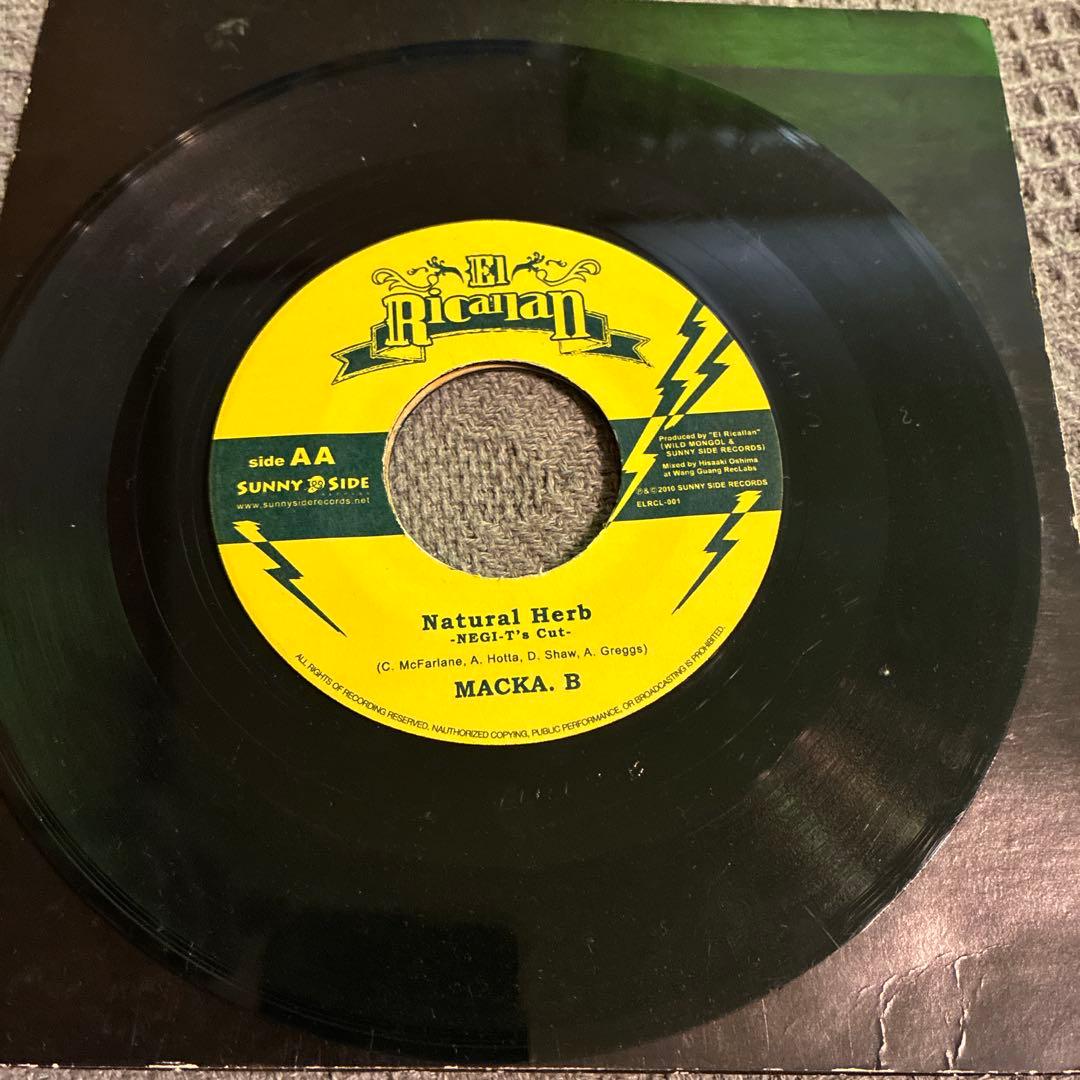 El
Ricallan
side AA
SUNNY SIDE
www.sunnysiderecords.net
Produced by "El Ricallan"
(WILD MONGOL &
SUNNY SIDE RECORDS)
Mixed by Hisaaki Oshima
at Wang Guang RecLabs
℗&© 2010 SUNNY SIDE RECORDS
ELRCL-001
Natural Herb
-NEGI-T's Cut-
(C. McFarlane, A. Hotta, D. Shaw, A. Greggs)
MACKA. B
ALL RIGHTS OF RECORDING RESERVED. NAUTHORIZED COPYING, PUBLIC PERFORMANCE, OR BROADCASTING IS PROHIBITED.